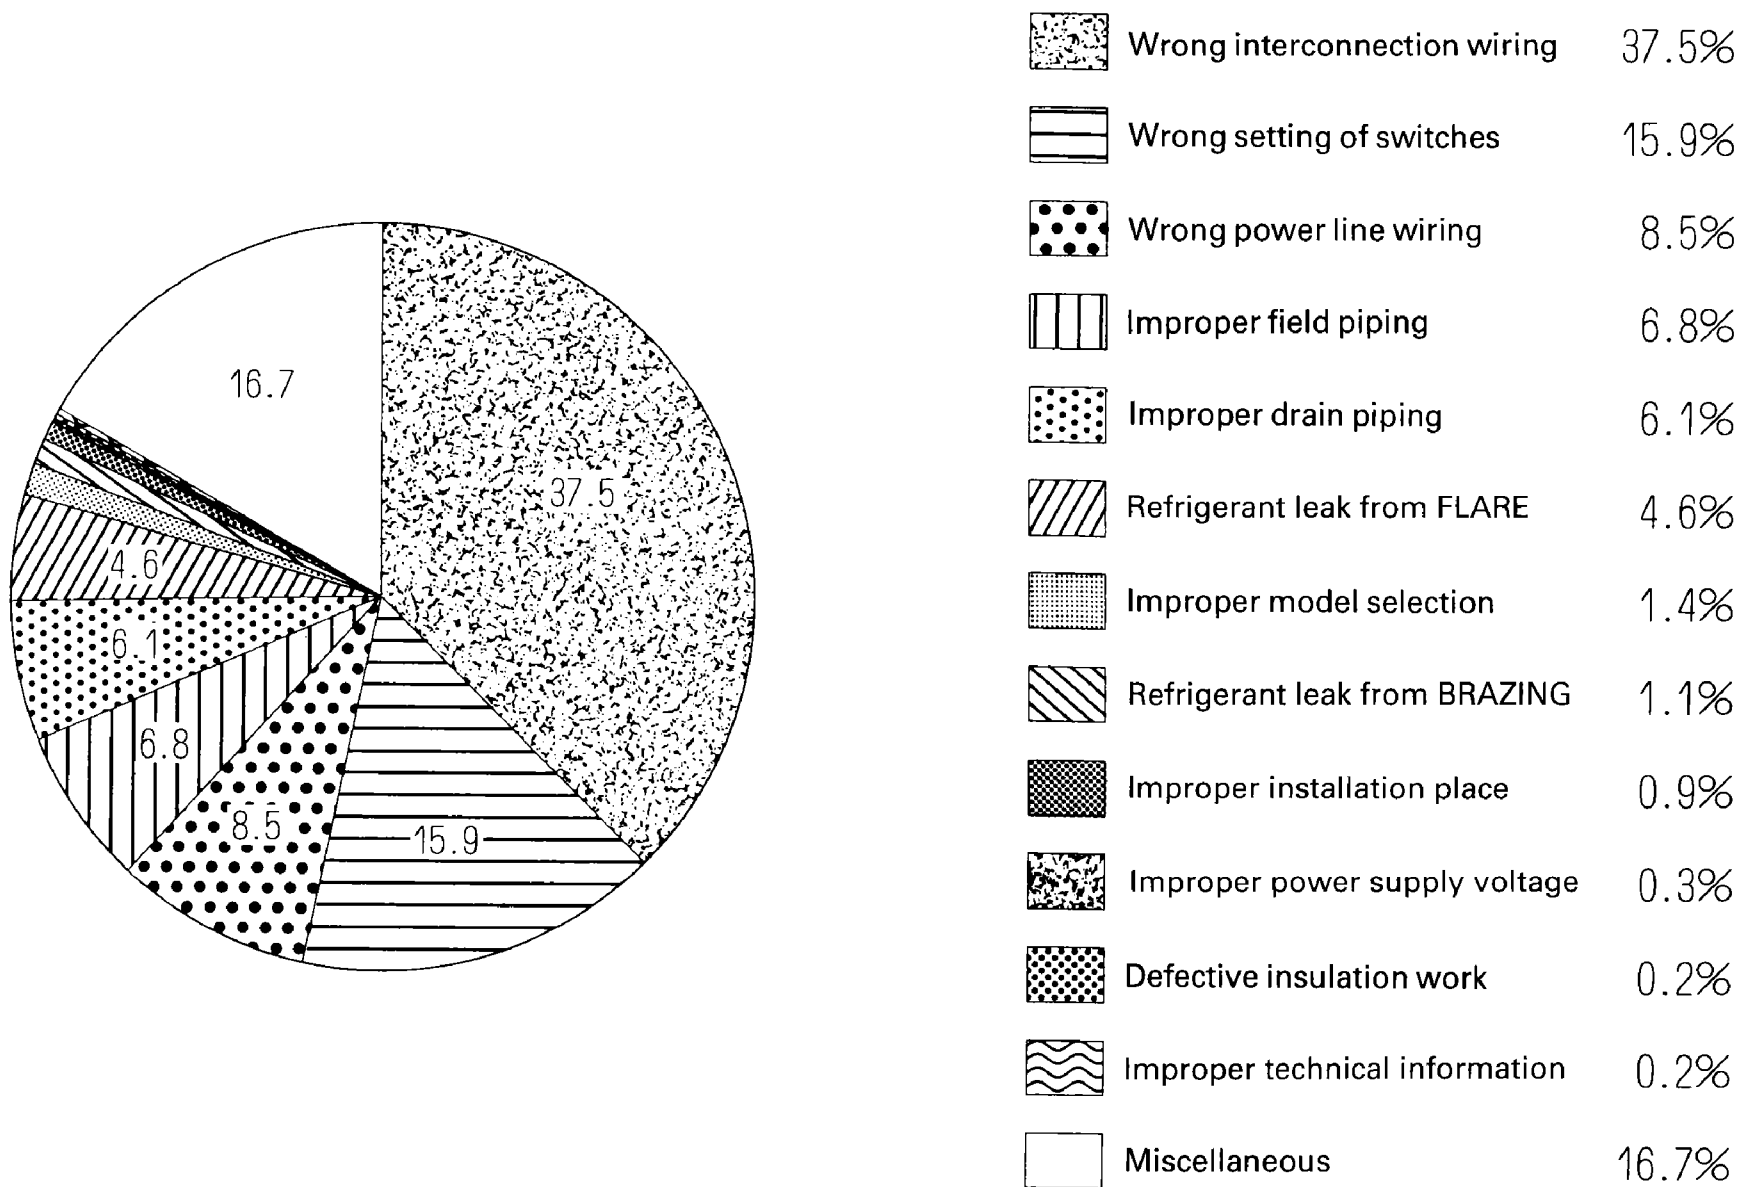 Wrong interconnection wiring 37.5%
Wrong setting of switches 15.9%
Wrong power line wiring 8.5%
Improper field piping 6.8%
Improper drain piping 6.1%
Refrigerant leak from FLARE 4.6%
Improper model selection 1.4%
Refrigerant leak from BRAZING 1.1%
Improper installation place 0.9%
Improper power supply voltage 0.3%
Defective insulation work 0.2%
Improper technical information 0.2%
Miscellaneous 16.7%
16.7
37.5
4.6
6.1
6.8
8.5
15.9